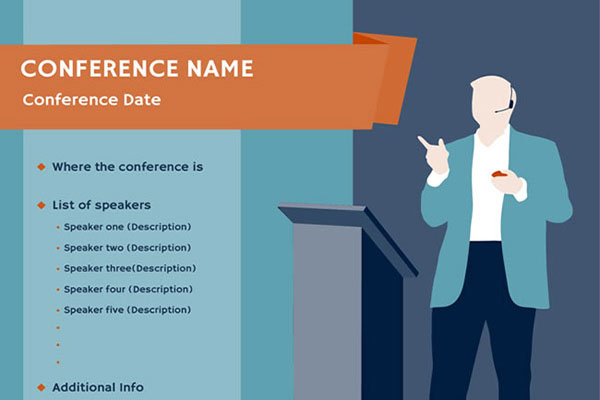 CONFERENCE NAME
Conference Date
Where the conference is
List of speakers
Speaker one (Description)
Speaker two (Description)
Speaker three(Description)
Speaker four (Description)
Speaker five (Description)
Additional Info